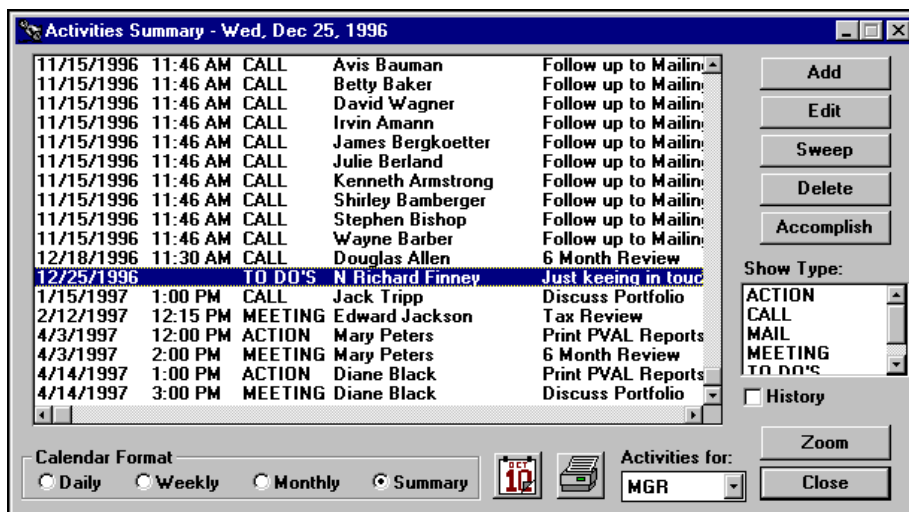 Activities Summary - Wed, Dec 25, 1996
11/15/1996 11:46 AM CALL Avis Bauman Follow up to Mailing
11/15/1996 11:46 AM CALL Betty Baker Follow up to Mailing
11/15/1996 11:46 AM CALL David Wagner Follow up to Mailing
11/15/1996 11:46 AM CALL Irvin Amann Follow up to Mailing
11/15/1996 11:46 AM CALL James Bergkoetter Follow up to Mailing
11/15/1996 11:46 AM CALL Julie Berland Follow up to Mailing
11/15/1996 11:46 AM CALL Kenneth Armstrong Follow up to Mailing
11/15/1996 11:46 AM CALL Shirley Bamberger Follow up to Mailing
11/15/1996 11:46 AM CALL Stephen Bishop Follow up to Mailing
11/15/1996 11:46 AM CALL Wayne Barber Follow up to Mailing
12/18/1996 11:30 AM CALL Douglas Allen 6 Month Review
12/25/1996 TO DO'S N Richard Finney Just keeing in touc
1/15/1997 1:00 PM CALL Jack Tripp Discuss Portfolio
2/12/1997 12:15 PM MEETING Edward Jackson Tax Review
4/3/1997 12:00 PM ACTION Mary Peters Print PVAL Reports
4/3/1997 2:00 PM MEETING Mary Peters 6 Month Review
4/14/1997 1:00 PM ACTION Diane Black Print PVAL Reports
4/14/1997 3:00 PM MEETING Diane Black Discuss Portfolio
Add
Edit
Sweep
Delete
Accomplish
Show Type:
ACTION
CALL
MAIL
MEETING
TO DO'S
History
Zoom
Close
Calendar Format
Daily Weekly Monthly Summary
OCT
10
Activities for:
MGR